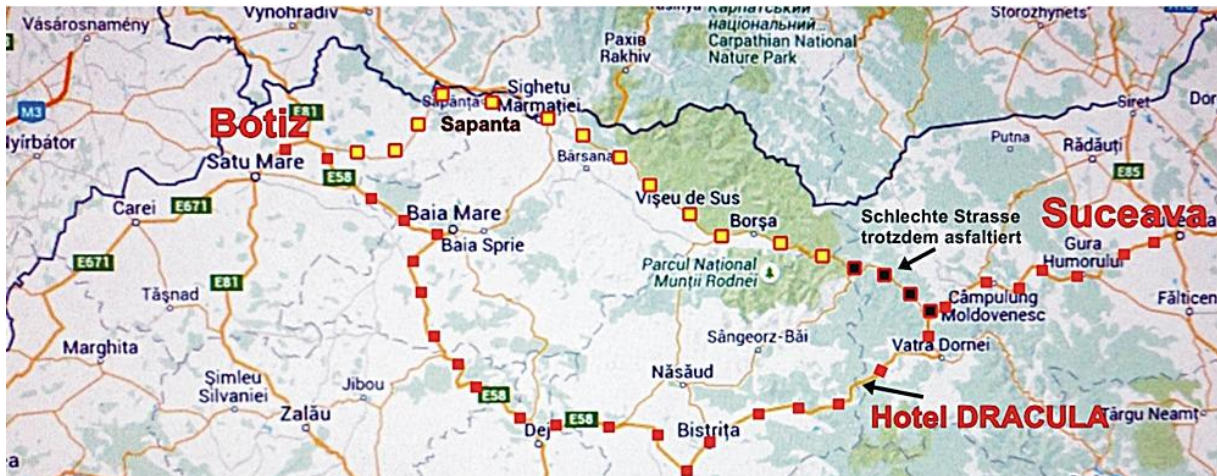 Vynohradiv
Vásárosnamény
Рахів
Rakhiv
Карпатський
національний...
Carpathian National
Nature Park
Storozhynets'
M3
E81
Sighetu
Marmației
Săpânța
Siret
Botiz
Sapanta
Putna
Rădăuți
Satu Mare
E58
Bârsana
E85
E671
Carei
Vișeu de Sus
Baia Mare
Baia Sprie
Borșa
Schlechte Strasse
trotzdem asfaltiert
Suceava
Gura
Humorului
E671
Parcul Național
Munții Rodnei
E81
Tășnad
Câmpulung
Moldovenesc
Sângeorz-Băi
Vatra Dornei
Marghita
Șimleu
Silvaniei
Jibou
Năsăud
E58
Zalău
Dej
E58
Bistrița
Hotel DRACULA
Târgu Neamț